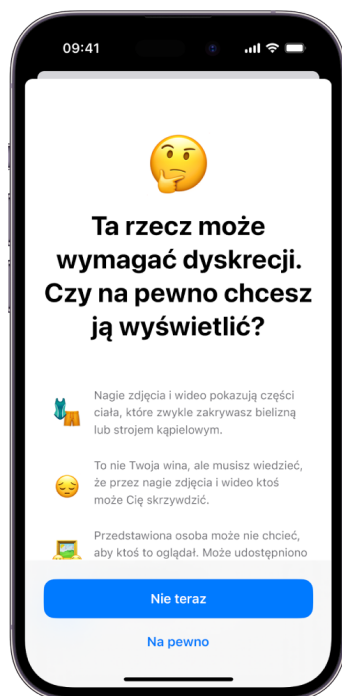 09:41
Ta rzecz może
wymagać dyskrecji.
Czy na pewno chcesz
ją wyświetlić?
Nagie zdjęcia i wideo pokazują części
ciała, które zwykle zakrywasz bielizną
lub strojem kąpielowym.
To nie Twoja wina, ale musisz wiedzieć,
że przez nagie zdjęcia i wideo ktoś
może Cię skrzywdzić.
Przedstawiona osoba może nie chcieć,
aby ktoś to oglądał. Może udostępniono
Nie teraz
Na pewno